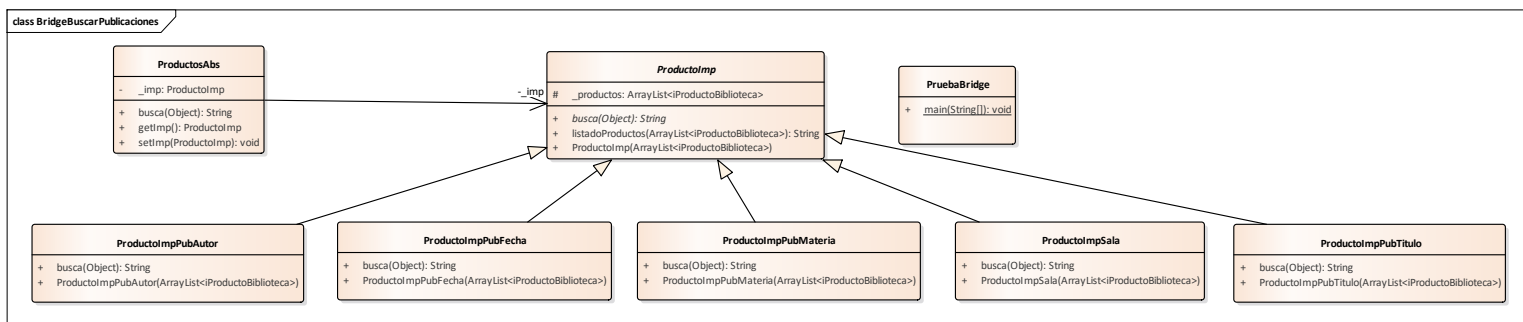 class BridgeBuscarPublicaciones
ProductosAbs
- _imp: ProductoImp
+ busca(Object): String
+ getImp(): ProductoImp
+ setImp(ProductoImp): void
-_imp
ProductoImp
# _productos: ArrayList<iProductoBiblioteca>
+ busca(Object): String
+ listadoProductos(ArrayList<iProductoBiblioteca>): String
+ ProductoImp(ArrayList<iProductoBiblioteca>)
PruebaBridge
+ main(String[]): void
ProductoImpPubAutor
+ busca(Object): String
+ ProductoImpPubAutor(ArrayList<iProductoBiblioteca>)
ProductoImpPubFecha
+ busca(Object): String
+ ProductoImpPubFecha(ArrayList<iProductoBiblioteca>)
ProductoImpPubMateria
+ busca(Object): String
+ ProductoImpPubMateria(ArrayList<iProductoBiblioteca>)
ProductoImpSala
+ busca(Object): String
+ ProductoImpSala(ArrayList<iProductoBiblioteca>)
ProductoImpPubTitulo
+ busca(Object): String
+ ProductoImpPubTitulo(ArrayList<iProductoBiblioteca>)